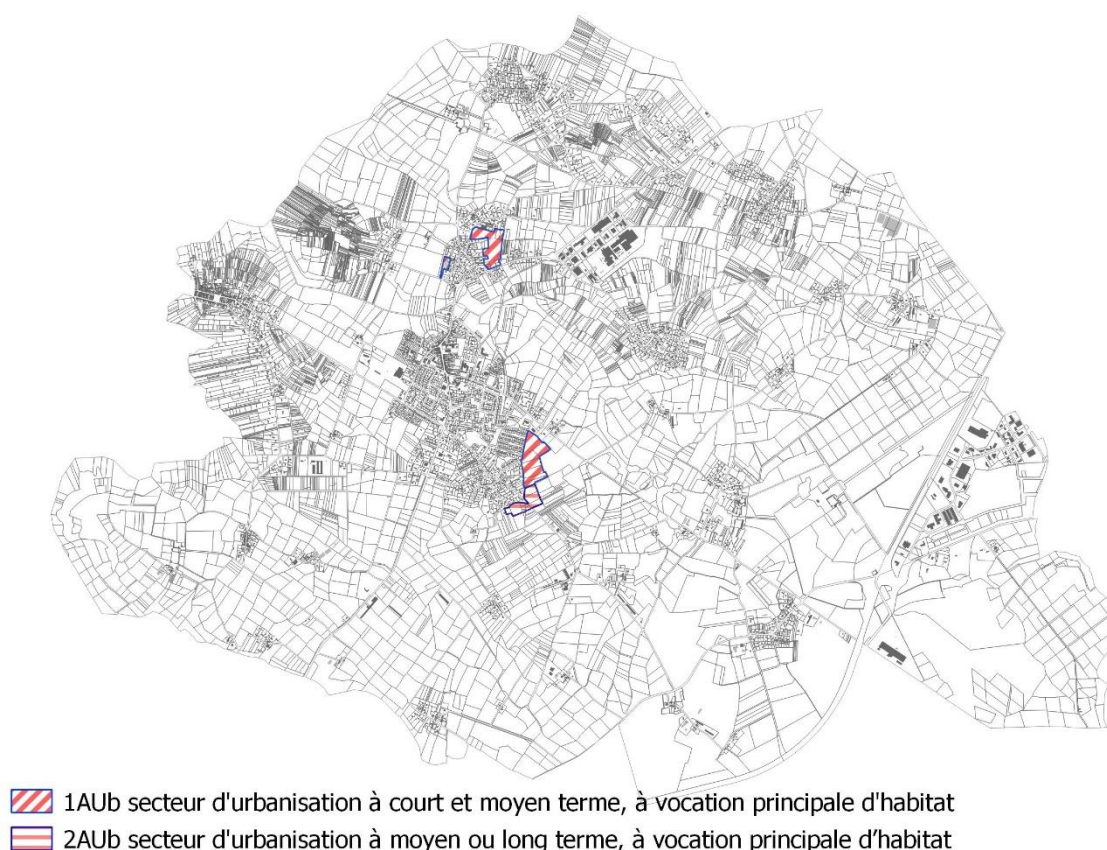 1AUb secteur d'urbanisation à court et moyen terme, à vocation principale d'habitat
2AUb secteur d'urbanisation à moyen ou long terme, à vocation principale d’habitat